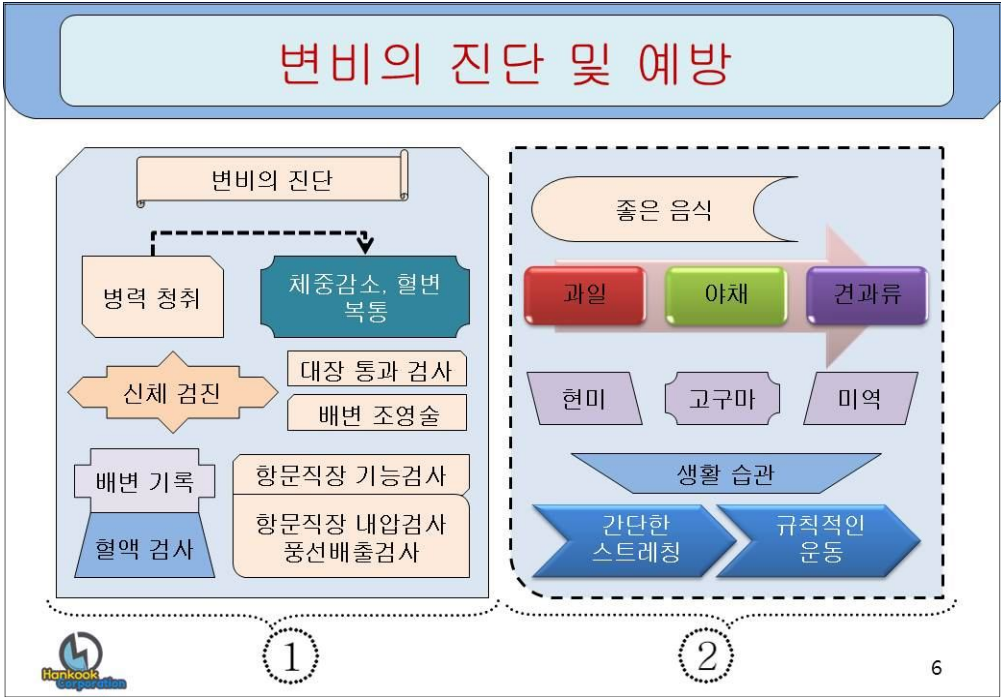 변비의 진단 및 예방
변비의 진단
병력 청취
체중감소, 혈변
복통
신체 검진
대장 통과 검사
배변 조영술
배변 기록
혈액 검사
항문직장 기능검사
항문직장 내압검사
풍선배출검사
①
좋은 음식
과일
야채
견과류
현미
고구마
미역
생활 습관
간단한
스트레칭
규칙적인
운동
②
Hankook
Corporation
6